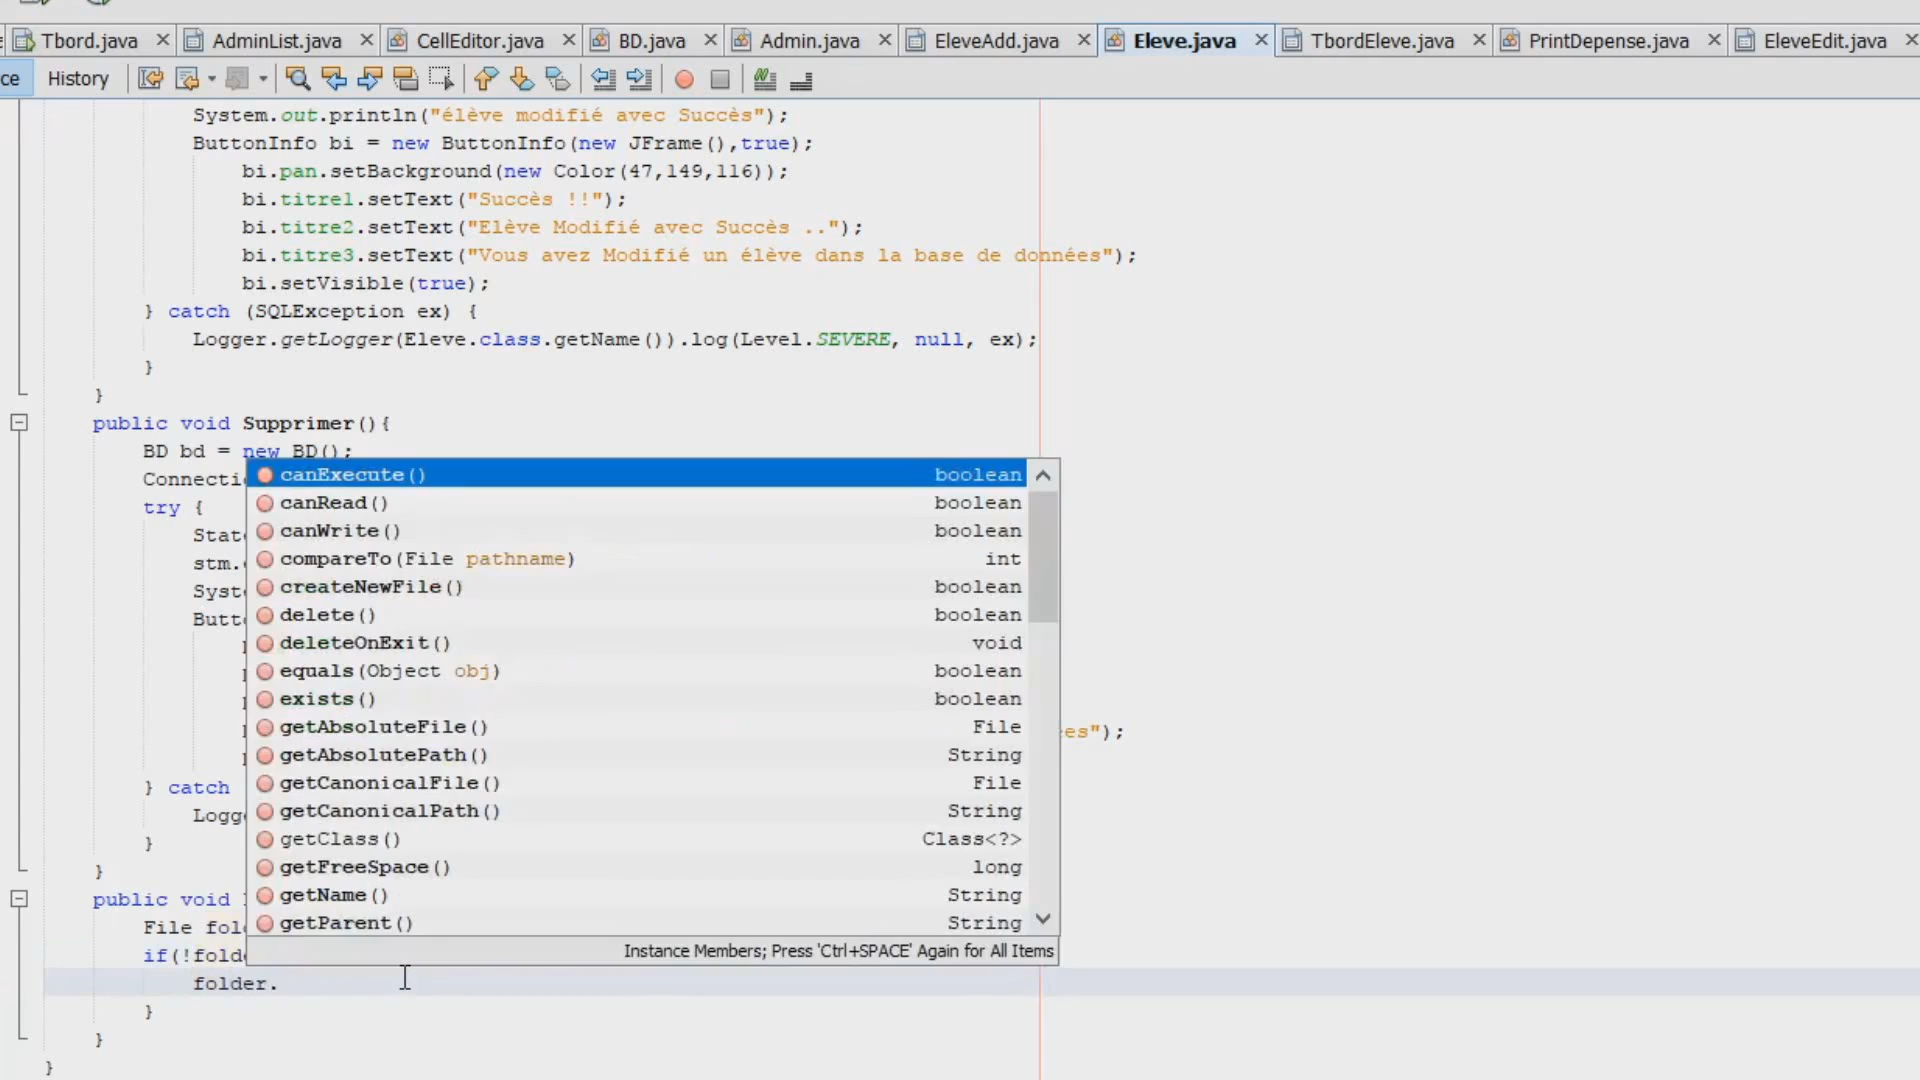 Tbord.java AdminList.java CellEditor.java BD.java Admin.java EleveAdd.java Eleve.java TbordEleve.java PrintDepense.java EleveEdit.java
ce History
System.out.println("élève modifié avec Succès");
ButtonInfo bi = new ButtonInfo(new JFrame(),true);
bi.pan.setBackground(new Color(47,149,116));
bi.titre1.setText("Succès !!");
bi.titre2.setText("Elève Modifié avec Succès ..");
bi.titre3.setText("Vous avez Modifié un élève dans la base de données");
bi.setVisible(true);
} catch (SQLException ex) {
Logger.getLogger(Eleve.class.getName()).log(Level.SEVERE, null, ex);
}
}
public void Supprimer(){
BD bd = new BD();
Connecti
canExecute() boolean
canRead() boolean
try {
canWrite() boolean
State
compareTo(File pathname) int
stm.
createNewFile() boolean
Syst
delete() boolean
Butt
deleteOnExit() void
equals(Object obj) boolean
exists() boolean
getAbsoluteFile() File
es");
getAbsolutePath() String
} catch
getCanonicalFile() File
Logg
getCanonicalPath() String
}
getClass() Class<?>
}
getFreeSpace() long
public void
getName() String
File fol
getParent() String
if(!folde
Instance Members; Press 'Ctrl+SPACE' Again for All Items
folder.
}
}
}